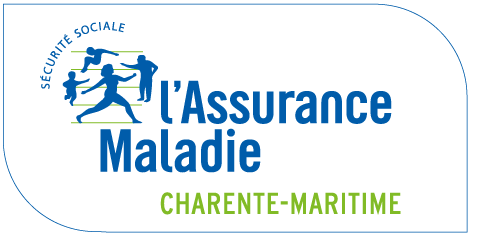 SÉCURITÉ SOCIALE
l'Assurance
Maladie
CHARENTE-MARITIME